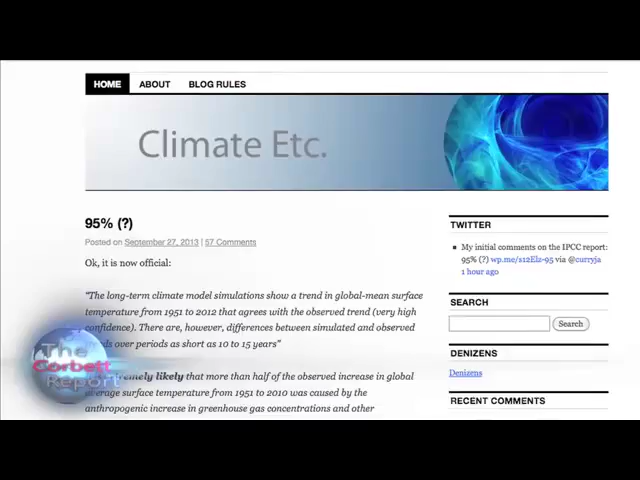 HOME ABOUT BLOG RULES
Climate Etc.
95% (?)
Posted on September 27, 2013 | 57 Comments
Ok, it is now official:
"The long-term climate model simulations show a trend in global-mean surface
temperature from 1951 to 2012 that agrees with the observed trend (very high
confidence). There are, however, differences between simulated and observed
over periods as short as 10 to 15 years"
likely that more than half of the observed increase in global
average surface temperature from 1951 to 2010 was caused by the
anthropogenic increase in greenhouse gas concentrations and other
The
Corbett
Report
TWITTER
My initial comments on the IPCC report:
95% (?) wp.me/s12Elz-95 via @curryja
1 hour ago
SEARCH
Search
DENIZENS
Denizens
RECENT COMMENTS